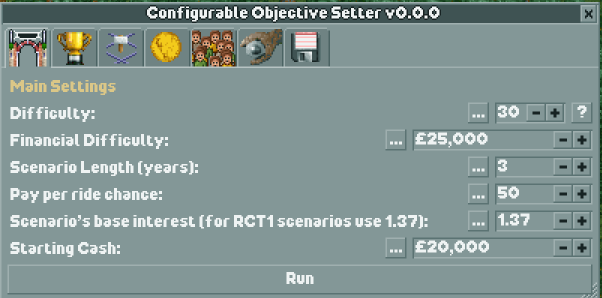 Configurable Objective Setter v0.0.0 ×
Main Settings
Difficulty: ... 30 - + ?
Financial Difficulty: ... £25,000 - +
Scenario Length (years): ... 3 - +
Pay per ride chance: ... 50 - +
Scenario's base interest (for RCT1 scenarios use 1.37): ... 1.37 - +
Starting Cash: ... £20,000 - +
Run